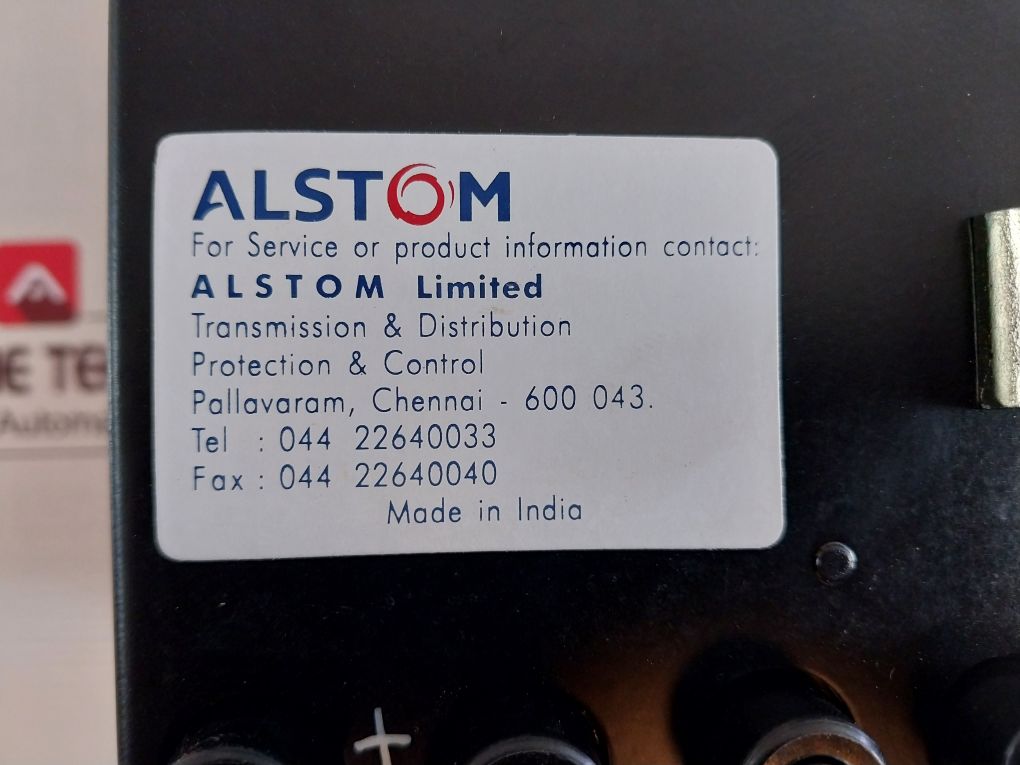 ALSTOM
For Service or product information contact:
ALSTOM Limited
Transmission & Distribution
Protection & Control
Pallavaram, Chennai - 600 043.
Tel : 044 22640033
Fax : 044 22640040
Made in India
+